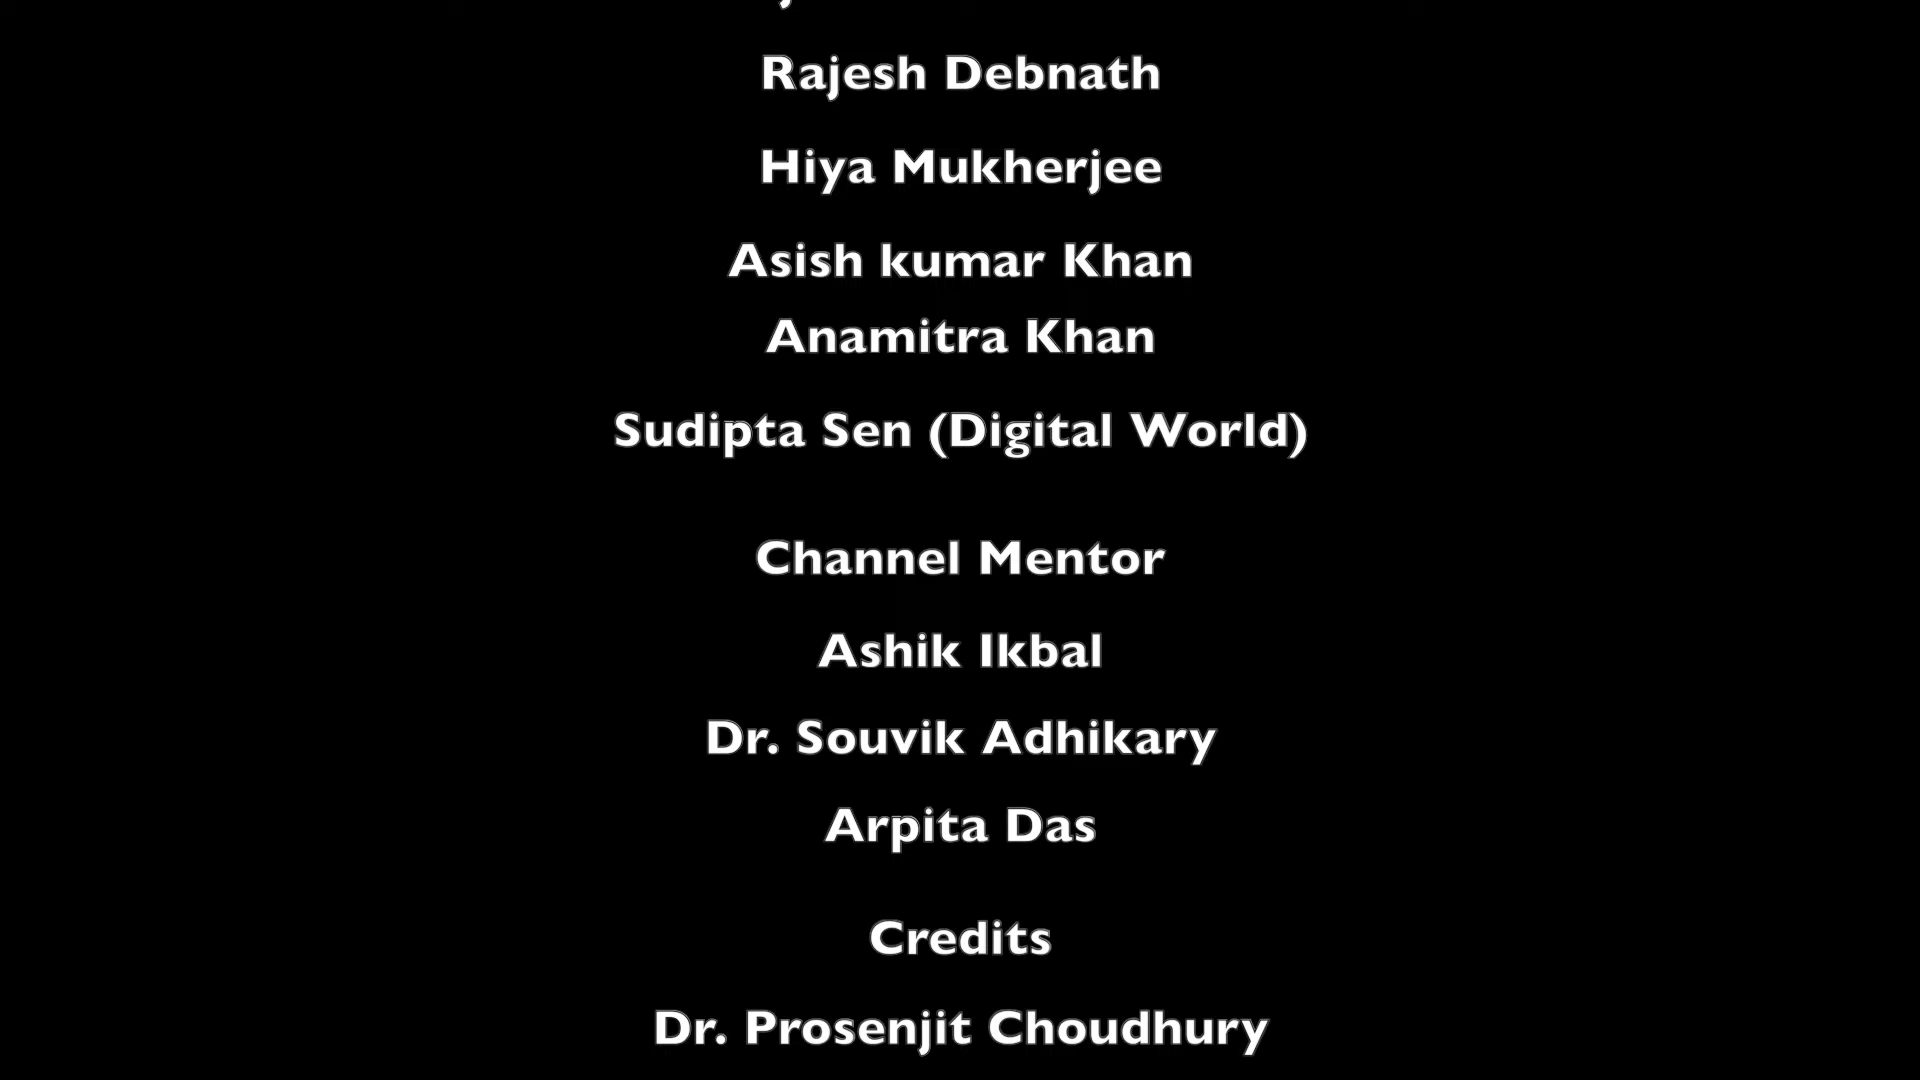 Rajesh Debnath
Hiya Mukherjee
Asish kumar Khan
Anamitra Khan
Sudipta Sen (Digital World)
Channel Mentor
Ashik Ikbal
Dr. Souvik Adhikary
Arpita Das
Credits
Dr. Prosenjit Choudhury